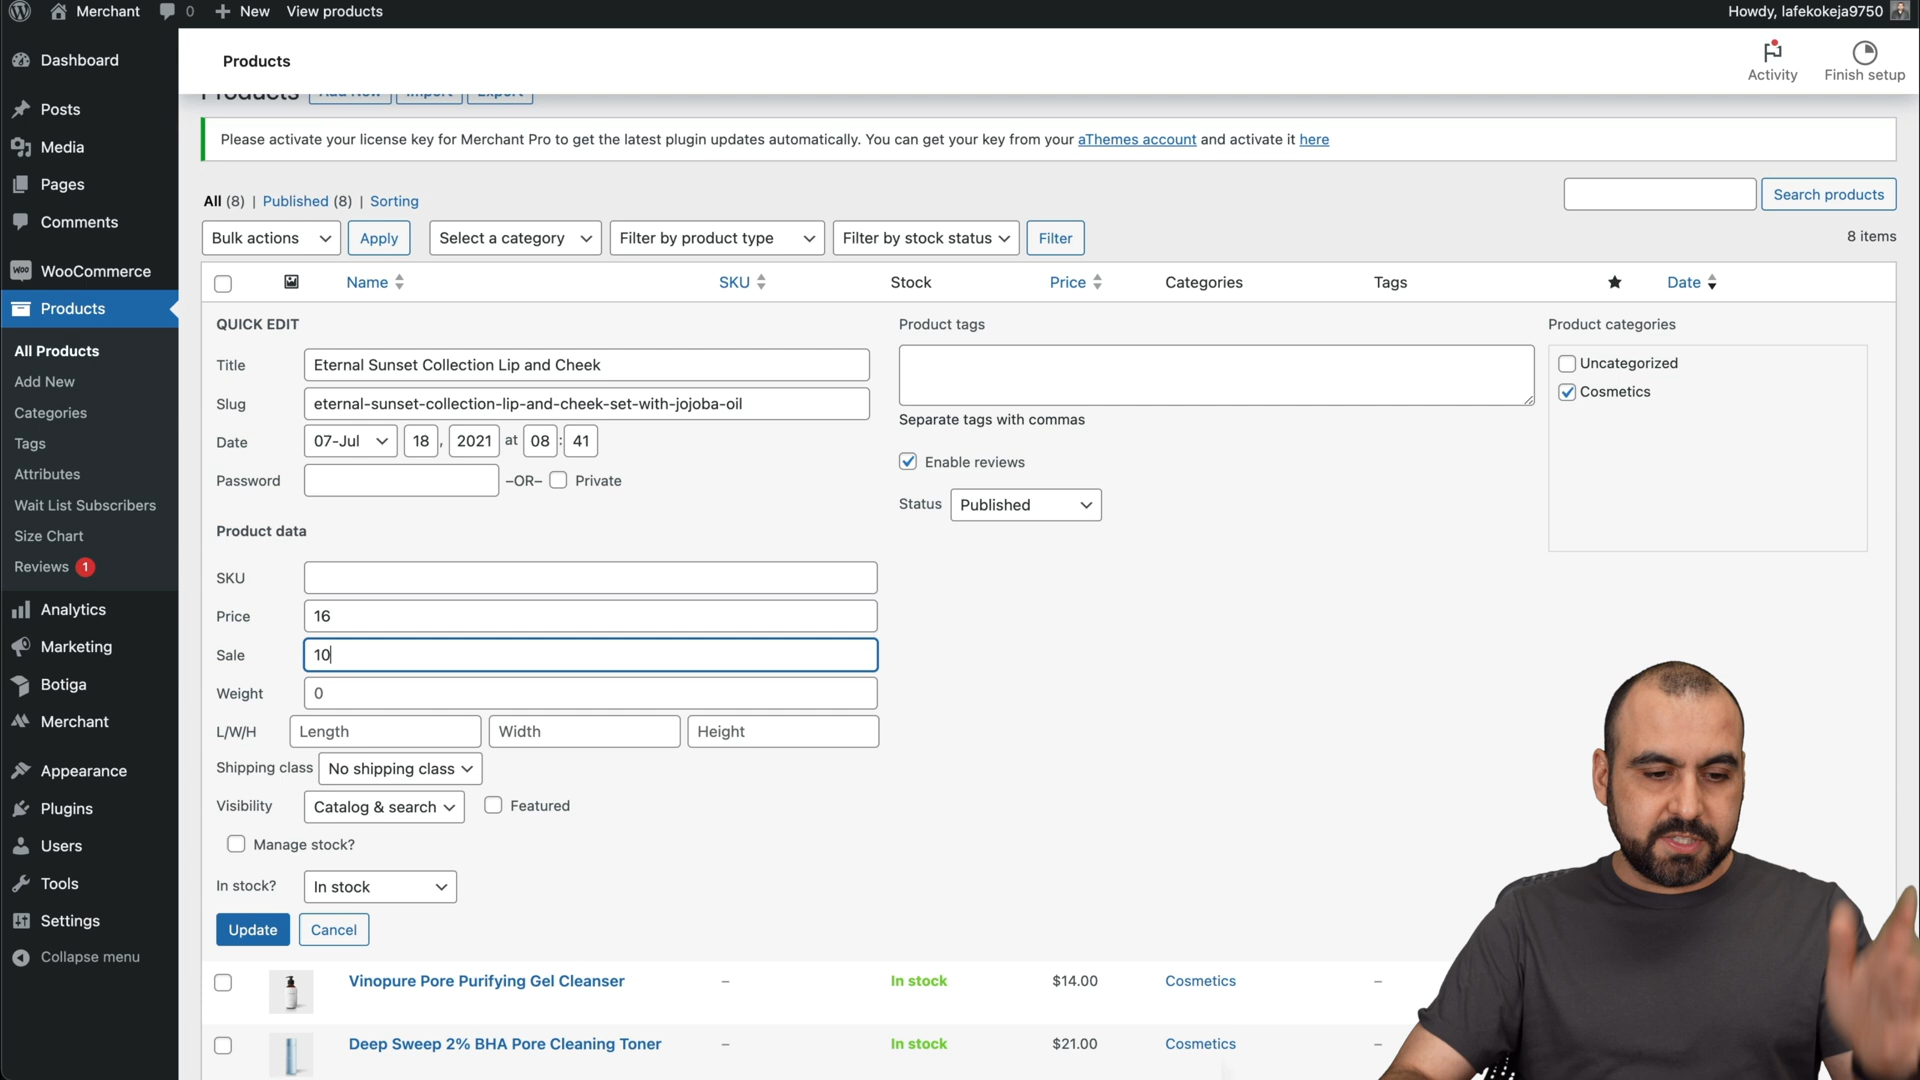 Merchant 0 New View products Howdy, lafekokeja9750
Dashboard
Posts
Media
Pages
Comments
WooCommerce
Products
All Products
Add New
Categories
Tags
Attributes
Wait List Subscribers
Size Chart
Reviews 1
Analytics
Marketing
Botiga
Merchant
Appearance
Plugins
Users
Tools
Settings
Collapse menu
Products
Activity
Finish setup
Products Add New Import Export
Please activate your license key for Merchant Pro to get the latest plugin updates automatically. You can get your key from your aThemes account and activate it here
All (8) | Published (8) | Sorting
Search products
Bulk actions Apply Select a category Filter by product type Filter by stock status Filter
8 items
Name SKU Stock Price Categories Tags Date
QUICK EDIT
Title Eternal Sunset Collection Lip and Cheek
Slug eternal-sunset-collection-lip-and-cheek-set-with-jojoba-oil
Date 07-Jul 18 , 2021 at 08 : 41
Password –OR– Private
Product data
SKU
Price 16
Sale 10
Weight 0
L/W/H Length Width Height
Shipping class No shipping class
Visibility Catalog & search Featured
Manage stock?
In stock? In stock
Update Cancel
Product tags
Separate tags with commas
Enable reviews
Status Published
Product categories
Uncategorized
Cosmetics
Vinopure Pore Purifying Gel Cleanser – In stock $14.00 Cosmetics –
Deep Sweep 2% BHA Pore Cleaning Toner – In stock $21.00 Cosmetics –